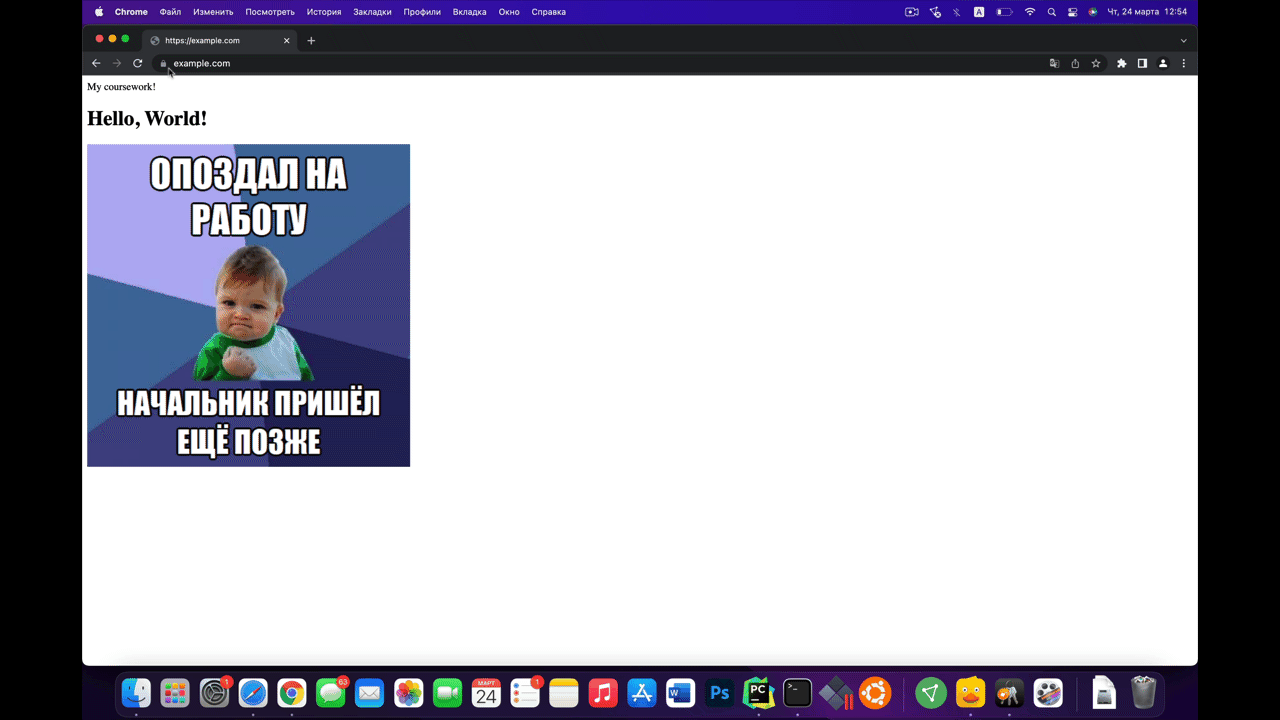 Chrome Файл Изменить Посмотреть История Закладки Профили Вкладка Окно Справка A Чт, 24 марта 12:54
https://example.com
example.com
My coursework!
Hello, World!
ОПОЗДАЛ НА
РАБОТУ
НАЧАЛЬНИК ПРИШЁЛ
ЕЩЁ ПОЗЖЕ
1 63 МАРТ 24 1 W Ps PC >_